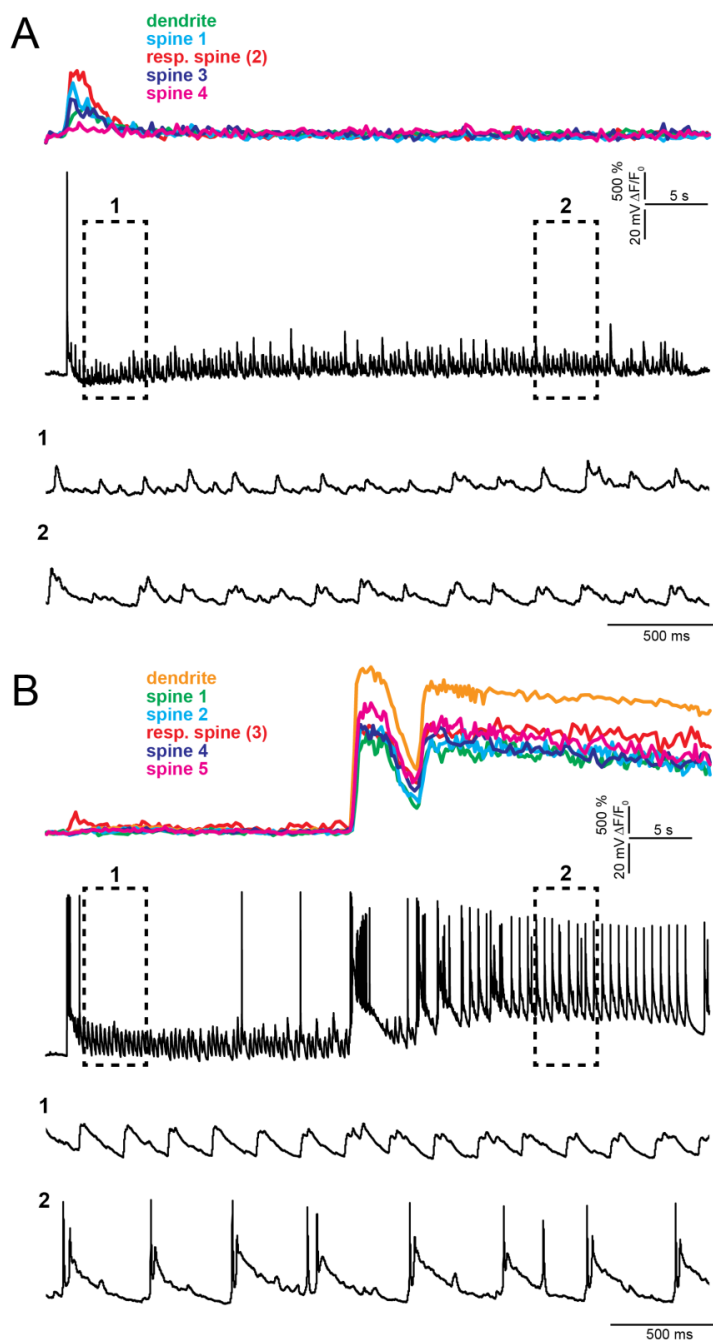 A
dendrite
spine 1
resp. spine (2)
spine 3
spine 4
1
2
500 %
ΔF/F₀
20 mV
5 s
1
2
500 ms
B
dendrite
spine 1
spine 2
resp. spine (3)
spine 4
spine 5
500 %
ΔF/F₀
20 mV
5 s
1
2
1
2
500 ms